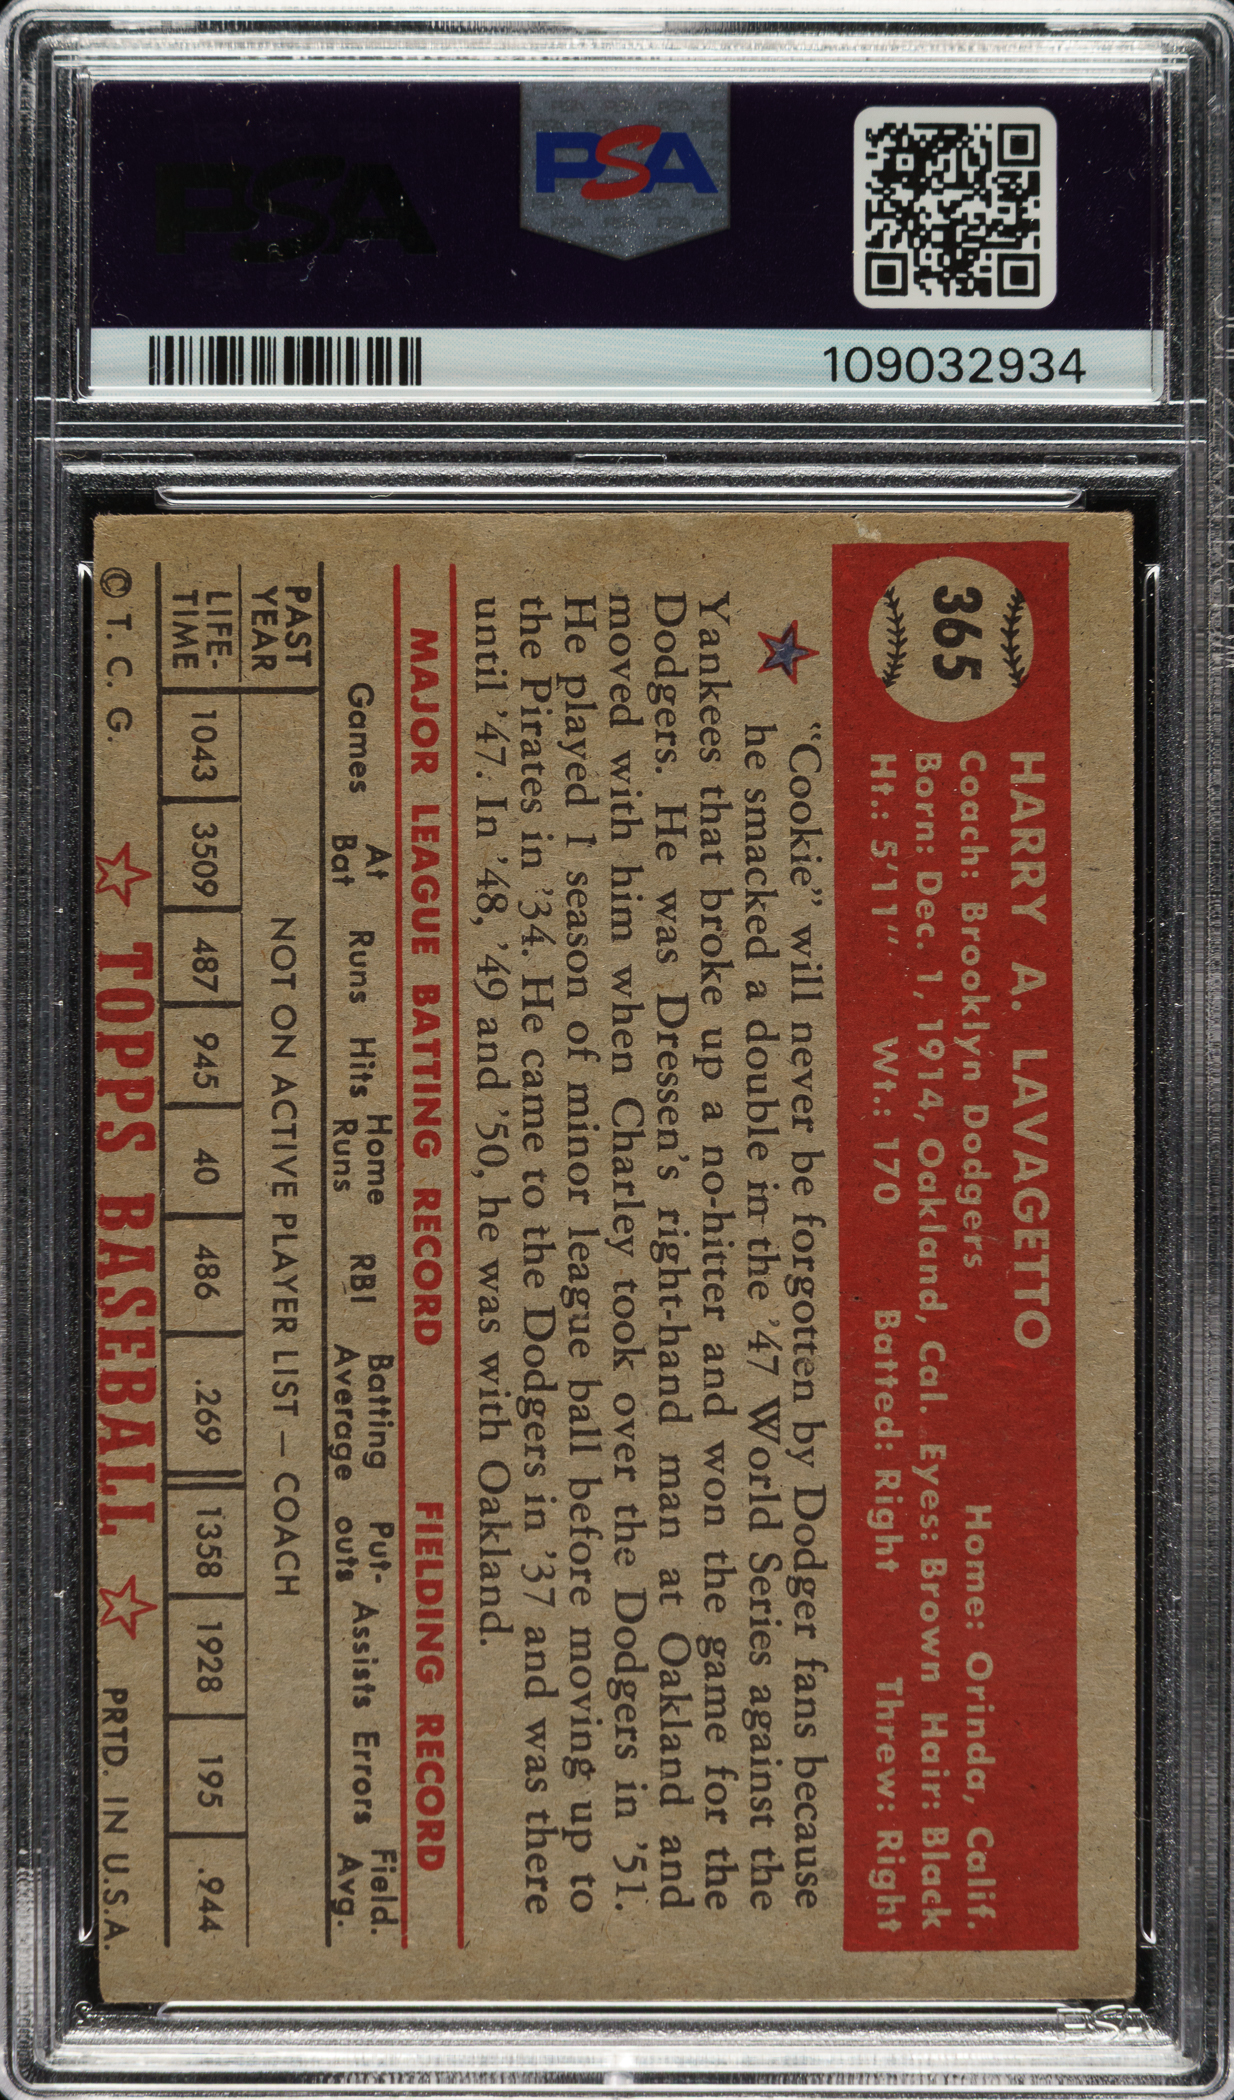 PSA
PSA
109032934
365
HARRY A. LAVAGETTO
Coach: Brooklyn Dodgers Home: Orinda, Calif.
Born: Dec. 1, 1914, Oakland, Cal. Eyes: Brown Hair: Black
Ht.: 5'11" Wt.: 170 Batted: Right Threw: Right
"Cookie" will never be forgotten by Dodger fans because
he smacked a double in the '47 World Series against the
Yankees that broke up a no-hitter and won the game for the
Dodgers. He was Dressen's right-hand man at Oakland and
moved with him when Charley took over the Dodgers in '51.
He played 1 season of minor league ball before moving up to
the Pirates in '34. He came to the Dodgers in '37 and was there
until '47. In '48, '49 and '50, he was with Oakland.
MAJOR LEAGUE BATTING RECORD FIELDING RECORD
Games At Bat Runs Hits Home Runs RBI Batting Average Put-outs Assists Errors Field. Avg.
PAST YEAR NOT ON ACTIVE PLAYER LIST — COACH
LIFE-TIME 1043 3509 487 945 40 486 .269 1358 1928 195 .944
© T. C. G. TOPPS BASEBALL PRTD. IN U.S.A.
PSA